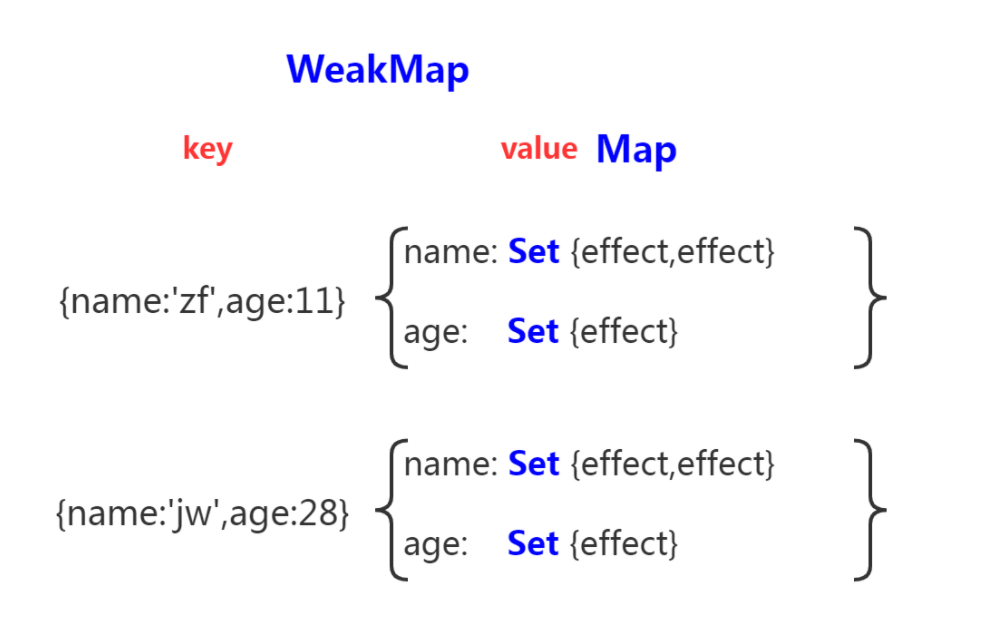 WeakMap
key value Map
name: Set {effect,effect}
{name:'zf',age:11}
age: Set {effect}
name: Set {effect,effect}
{name:'jw',age:28}
age: Set {effect}